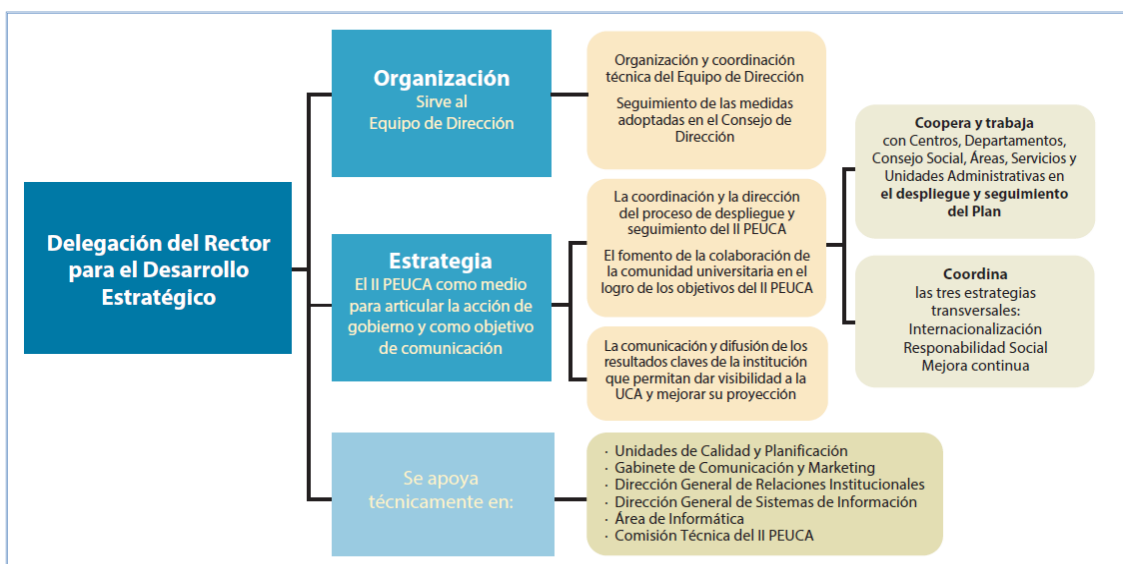 Delegación del Rector
para el Desarrollo
Estratégico
Organización
Sirve al
Equipo de Dirección
Organización y coordinación
técnica del Equipo de Dirección
Seguimiento de las medidas
adoptadas en el Consejo de
Dirección
Estrategia
El II PEUCA como medio
para articular la acción de
gobierno y como objetivo
de comunicación
La coordinación y la dirección
del proceso de despliegue y
seguimiento del II PEUCA
El fomento de la colaboración de
la comunidad universitaria en el
logro de los objetivos del II PEUCA
Coopera y trabaja
con Centros, Departamentos,
Consejo Social, Áreas, Servicios y
Unidades Administrativas en
el despliegue y seguimiento
del Plan
Coordina
las tres estrategias
transversales:
Internacionalización
Responsabilidad Social
Mejora continua
La comunicación y difusión de los
resultados claves de la institución
que permitan dar visibilidad a la
UCA y mejorar su proyección
Se apoya
técnicamente en:
· Unidades de Calidad y Planificación
· Gabinete de Comunicación y Marketing
· Dirección General de Relaciones Institucionales
· Dirección General de Sistemas de Información
· Área de Informática
· Comisión Técnica del II PEUCA